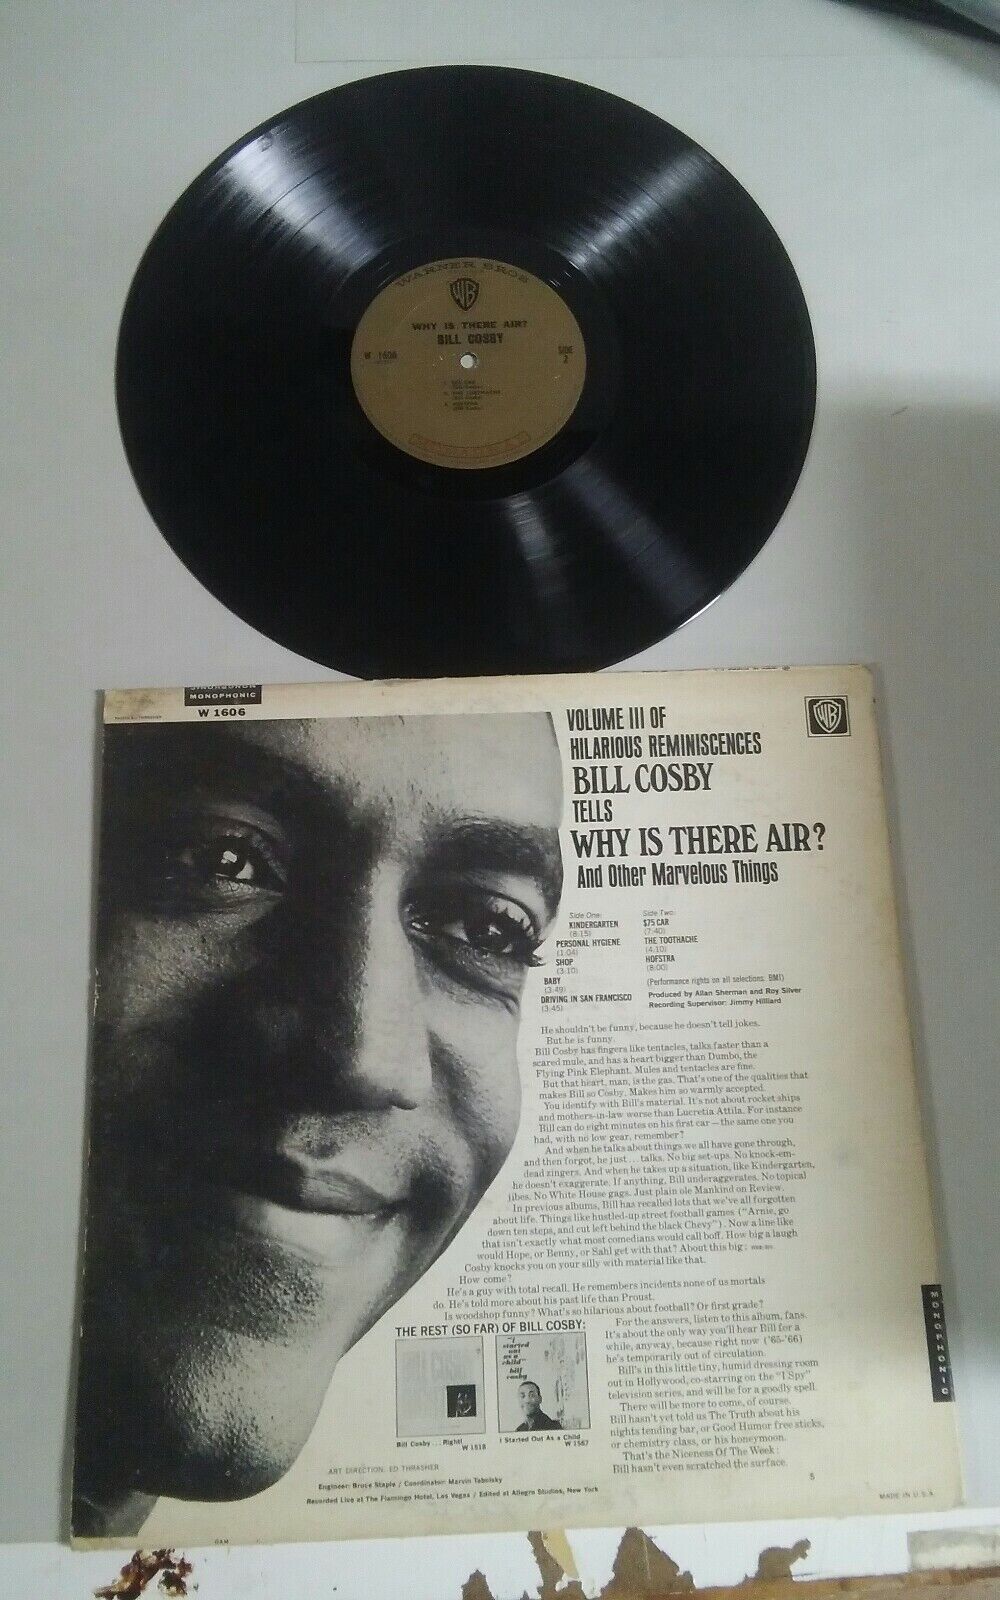 WARNER BROS
WB
WHY IS THERE AIR?
BILL COSBY
W 1606
SIDE
2
MONOPHONIC
W 1606
WB
VOLUME III OF
HILARIOUS REMINISCENCES
BILL COSBY
TELLS
WHY IS THERE AIR?
And Other Marvelous Things
Side One:
KINDERGARTEN
(8:15)
PERSONAL HYGIENE
(1:04)
SHOP
(3:10)
BABY
(3:49)
DRIVING IN SAN FRANCISCO
(3:45)
Side Two:
$75 CAR
(7:40)
THE TOOTHACHE
(4:10)
HOFSTRA
(8:00)
(Performance rights on all selections: BMI)
Produced by Allan Sherman and Roy Silver
Recording Supervisor: Jimmy Hilliard
He shouldn't be funny, because he doesn't tell jokes.
But he is funny.
Bill Cosby has fingers like tentacles, talks faster than a
scared mule, and has a heart bigger than Dumbo, the
Flying Pink Elephant. Mules and tentacles are fine.
But that heart, man, is the gas. That's one of the qualities that
makes Bill so Cosby. Makes him so warmly accepted.
You identify with Bill's material. It's not about rocket ships
and mothers-in-law worse than Lucretia Attila. For instance
Bill can do eight minutes on his first car—the same one you
had, with no low gear, remember?
And when he talks about things we all have gone through,
and then forgot, he just... talks. No big set-ups. No knock-em-
dead zingers. And when he takes up a situation, like Kindergarten,
he doesn't exaggerate. If anything, Bill underaggerates. No topical
jibes. No White House gags. Just plain ole Mankind on Review.
In previous albums, Bill has recalled lots that we've all forgotten
about life. Things like hustled-up street football games ("Arnie, go
down ten steps, and cut left behind the black Chevy"). Now a line like
that isn't exactly what most comedians would call boff. How big a laugh
would Hope, or Benny, or Sahl get with that? About this big:
Cosby knocks you on your silly with material like that.
How come?
He's a guy with total recall. He remembers incidents none of us mortals
do. He's told more about his past life than Proust.
Is woodshop funny? What's so hilarious about football? Or first grade?
For the answers, listen to this album, fans.
It's about the only way you'll hear Bill for a
while, anyway, because right now ('65-'66)
he's temporarily out of circulation.
Bill's in this little tiny, humid dressing room
out in Hollywood, co-starring on the "I Spy"
television series, and will be for a goodly spell.
There will be more to come, of course.
Bill hasn't yet told us The Truth about his
nights tending bar, or Good Humor free sticks,
or chemistry class, or his honeymoon.
That's the Niceness Of The Week:
Bill hasn't even scratched the surface.
THE REST (SO FAR) OF BILL COSBY:
"I
started
out
as a
child"
bill
cosby
Bill Cosby... Right!
W 1518
I Started Out As a Child
W 1567
ART DIRECTION: ED THRASHER
Engineer: Bruce Staple / Coordinator: Marvin Tabolsky
Recorded Live at The Flamingo Hotel, Las Vegas / Edited at Allegro Studios, New York
5
MADE IN U.S.A.
MONOPHONIC